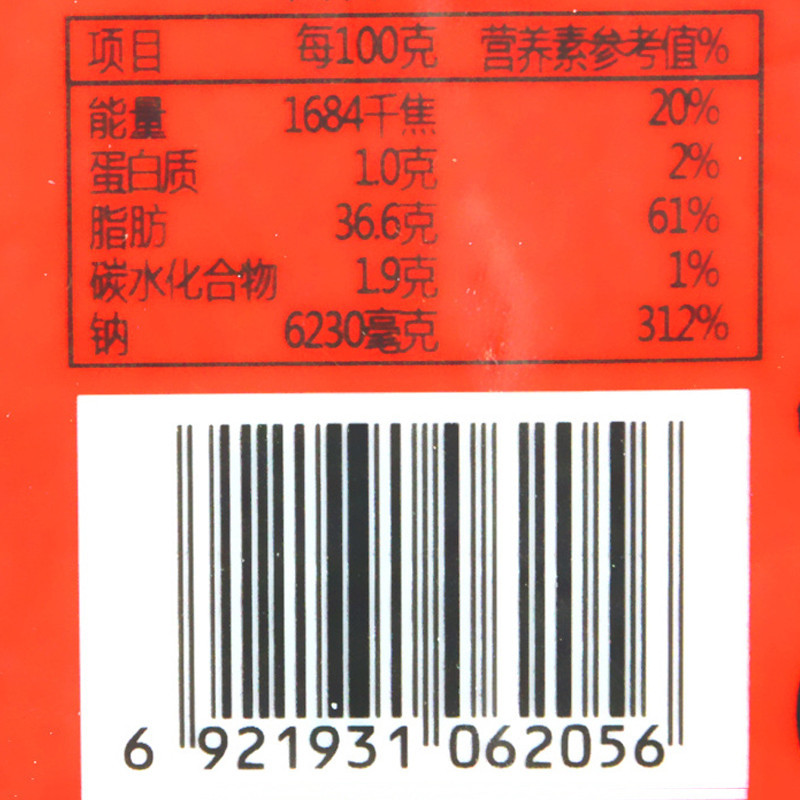 项目 每100克 营养素参考值%
能量 1684千焦 20%
蛋白质 1.0克 2%
脂肪 36.6克 61%
碳水化合物 1.9克 1%
钠 6230毫克 312%
6 921931 062056